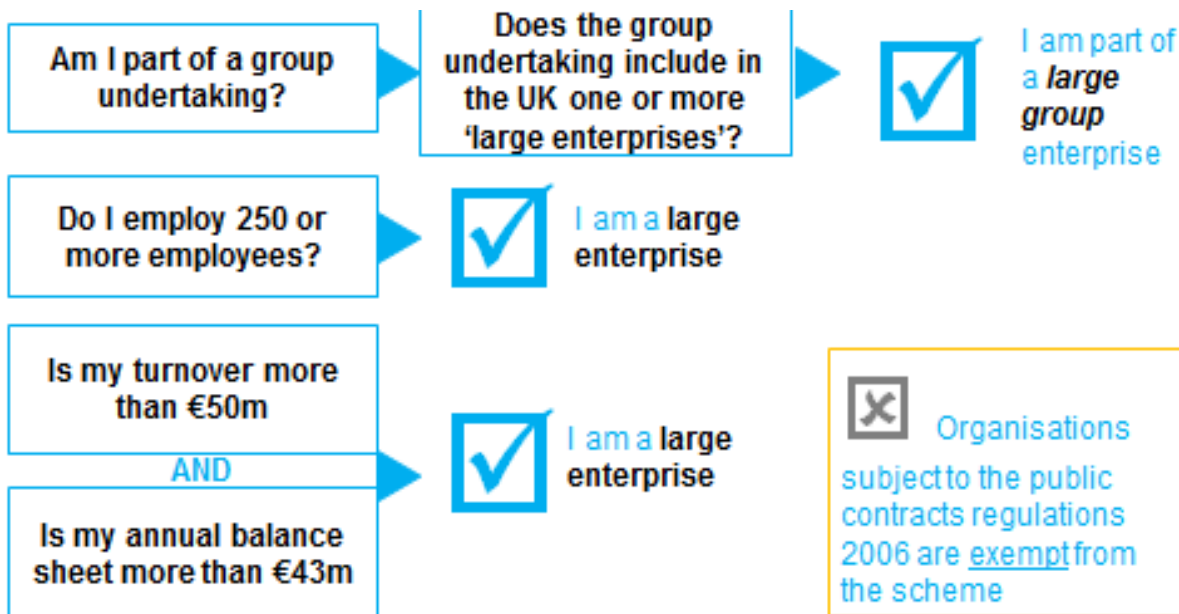 Am I part of a group
undertaking?
Does the group
undertaking include in
the UK one or more
‘large enterprises’?
I am part of
a large
group
enterprise
Do I employ 250 or
more employees?
I am a large
enterprise
Is my turnover more
than €50m
AND
Is my annual balance
sheet more than €43m
I am a large
enterprise
Organisations
subject to the public
contracts regulations
2006 are exempt from
the scheme